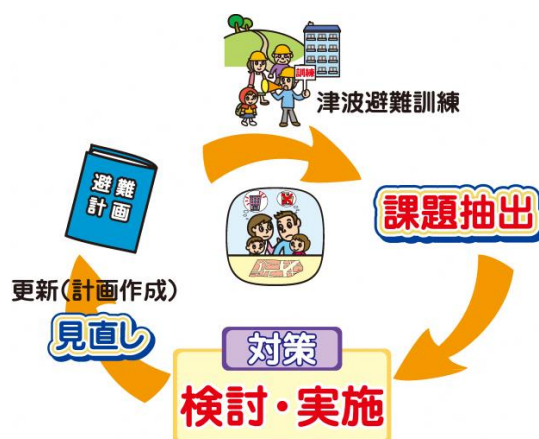 訓練
津波避難訓練
避難
計画
課題抽出
更新(計画作成)
見直し
対策
検討・実施